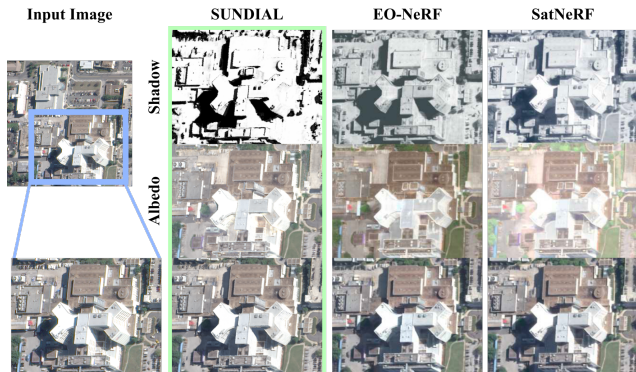 Input Image
SUNDIAL
EO-NeRF
SatNeRF
Shadow
Albedo